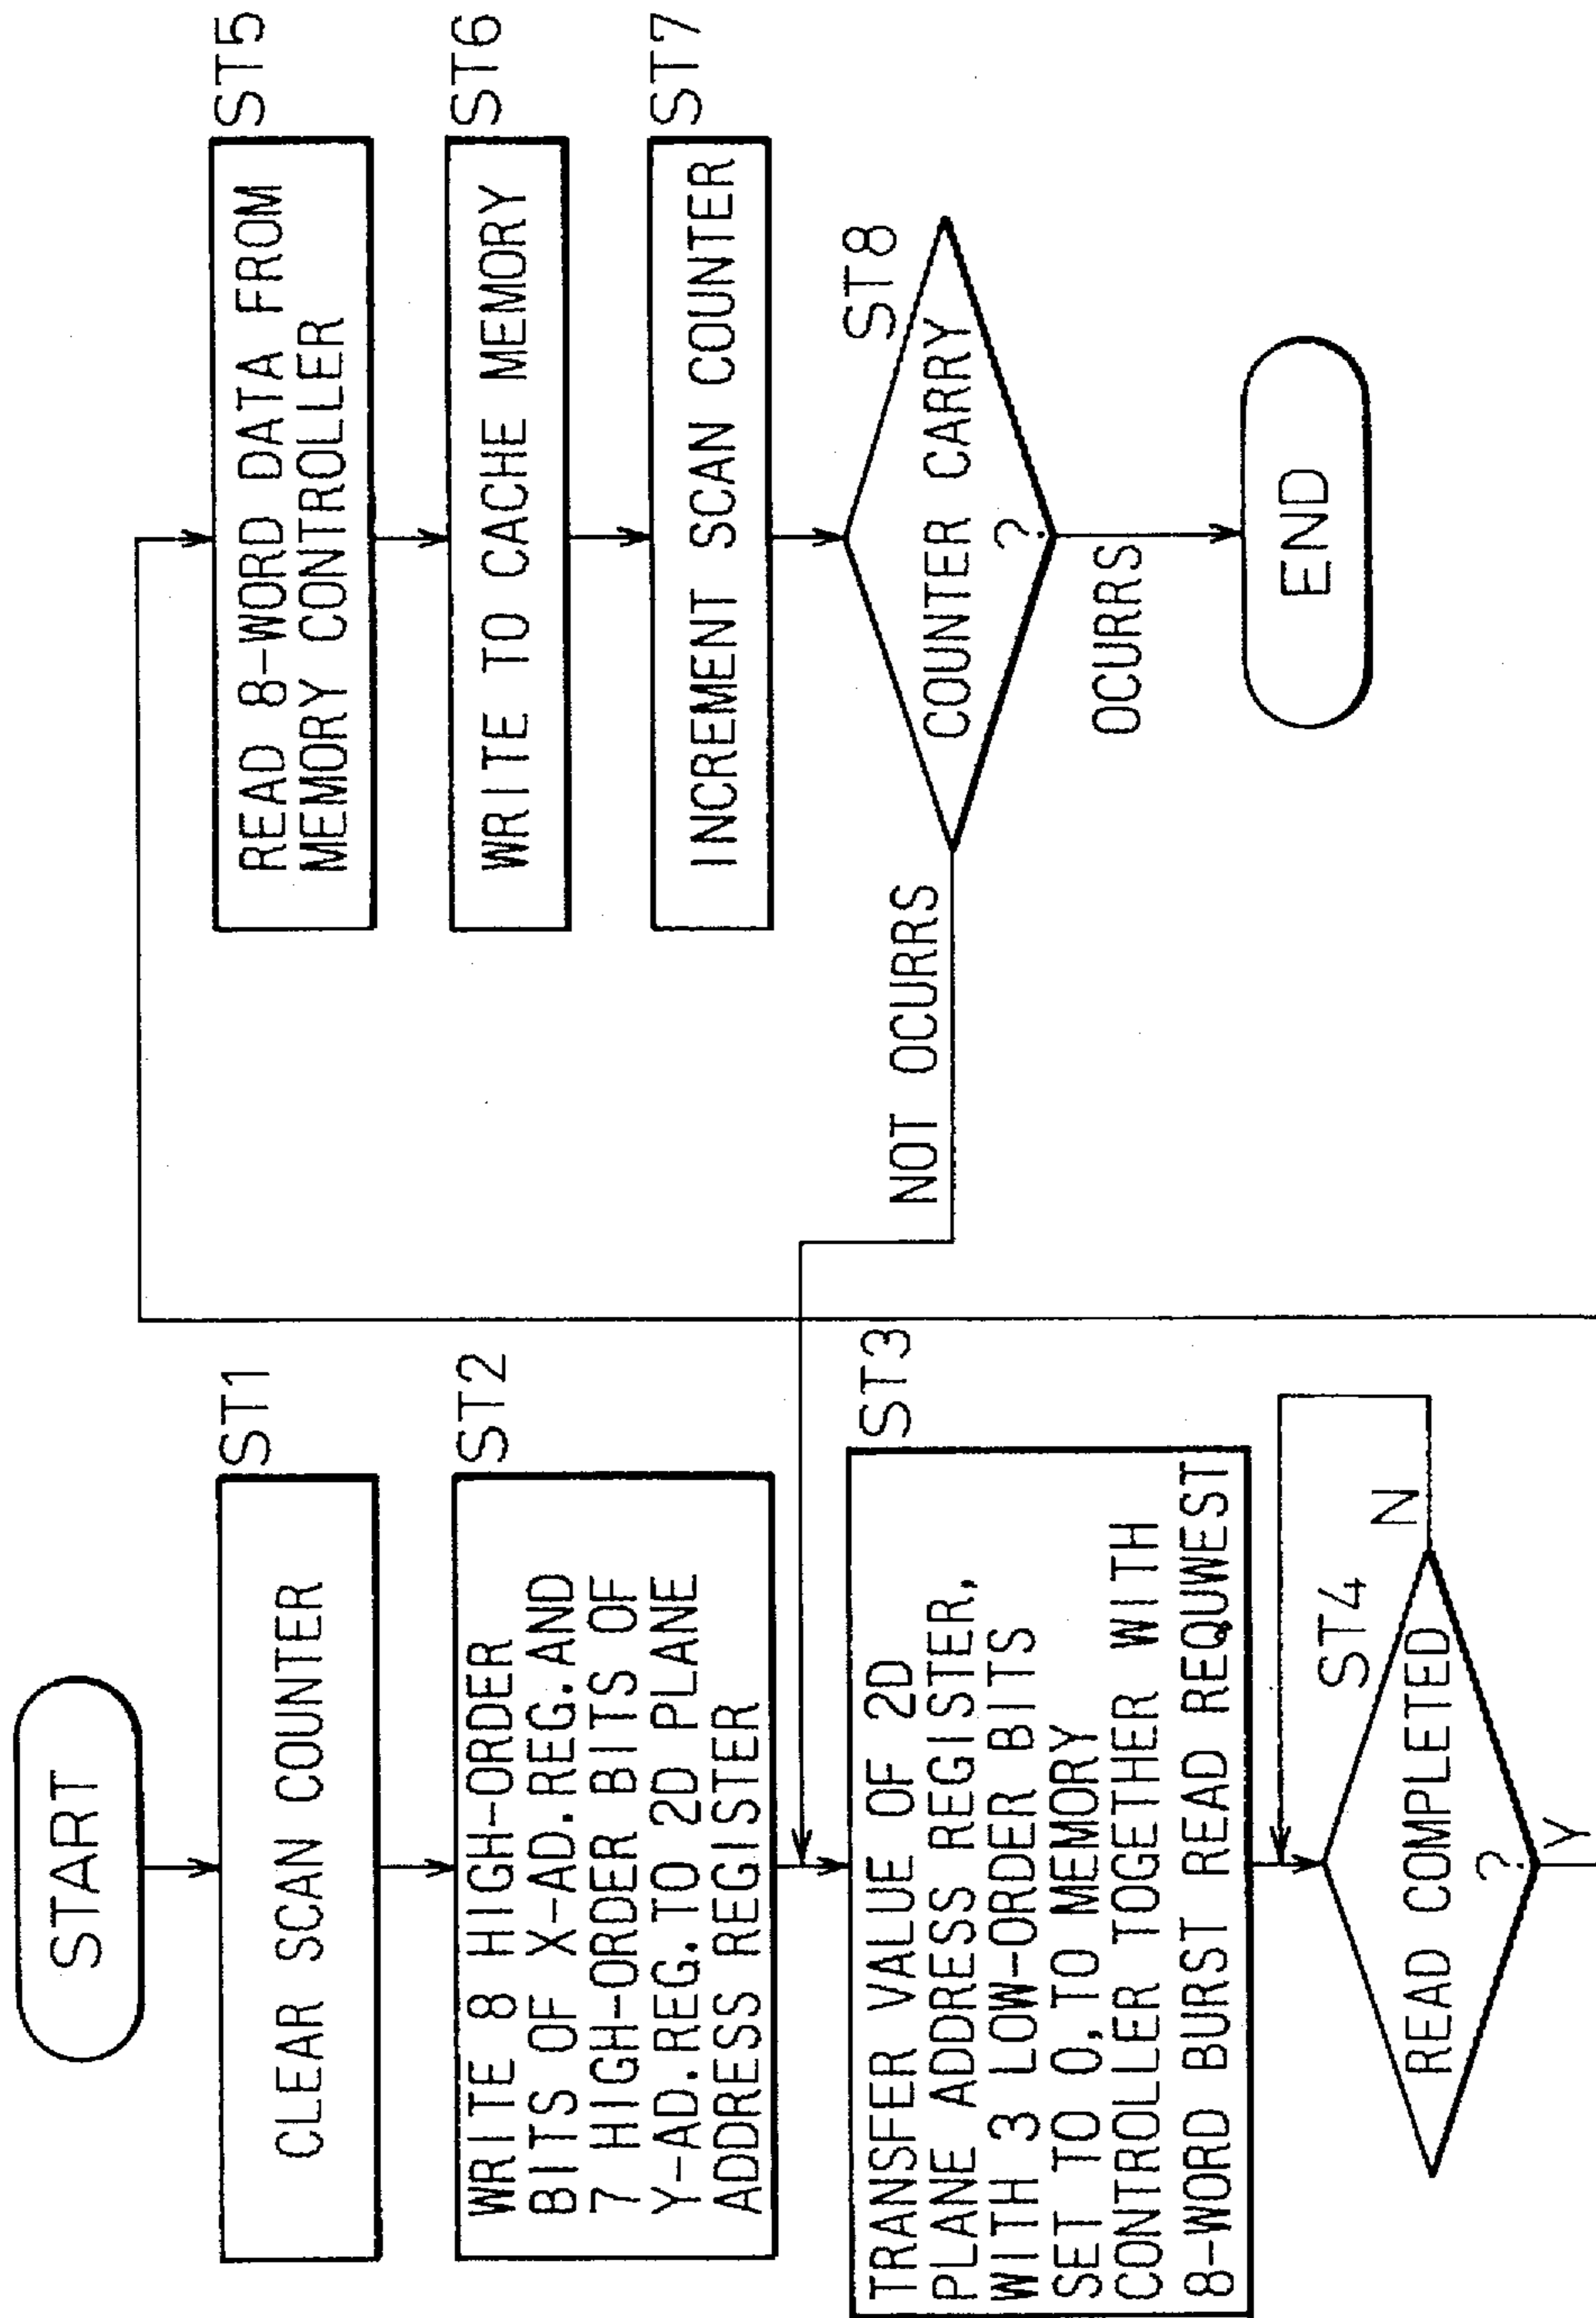 START
ST1
CLEAR SCAN COUNTER
ST2
WRITE 8 HIGH-ORDER
BITS OF X-AD.REG.AND
7 HIGH-ORDER BITS OF
Y-AD.REG.TO 2D PLANE
ADDRESS REGISTER
ST3
TRANSFER VALUE OF 2D
PLANE ADDRESS REGISTER,
WITH 3 LOW-ORDER BITS
SET TO 0,TO MEMORY
CONTROLLER TOGETHER WITH
8-WORD BURST READ REQUWEST
ST4
READ COMPLETED
?
N
Y
ST5
READ 8-WORD DATA FROM
MEMORY CONTROLLER
ST6
WRITE TO CACHE MEMORY
ST7
INCREMENT SCAN COUNTER
ST8
COUNTER CARRY
?
NOT OCURRS
OCURRS
END